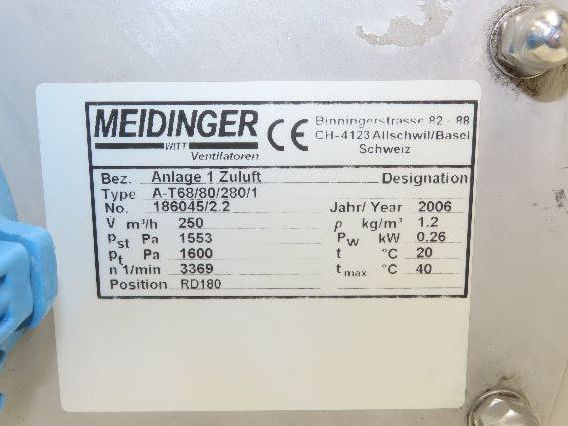 MEIDINGER
WITT
Ventilatoren
CE
Binningerstrasse 82 - 88
CH-4123 Allschwil/Basel
Schweiz
Bez. Anlage 1 Zuluft Designation
Type A-T68/80/280/1
No. 186045/2.2 Jahr/ Year 2006
V m³/h 250 ρ kg/m³ 1.2
Pst Pa 1553 Pw kW 0.26
Pt Pa 1600 t °C 20
n 1/min 3369 tmax °C 40
Position RD180